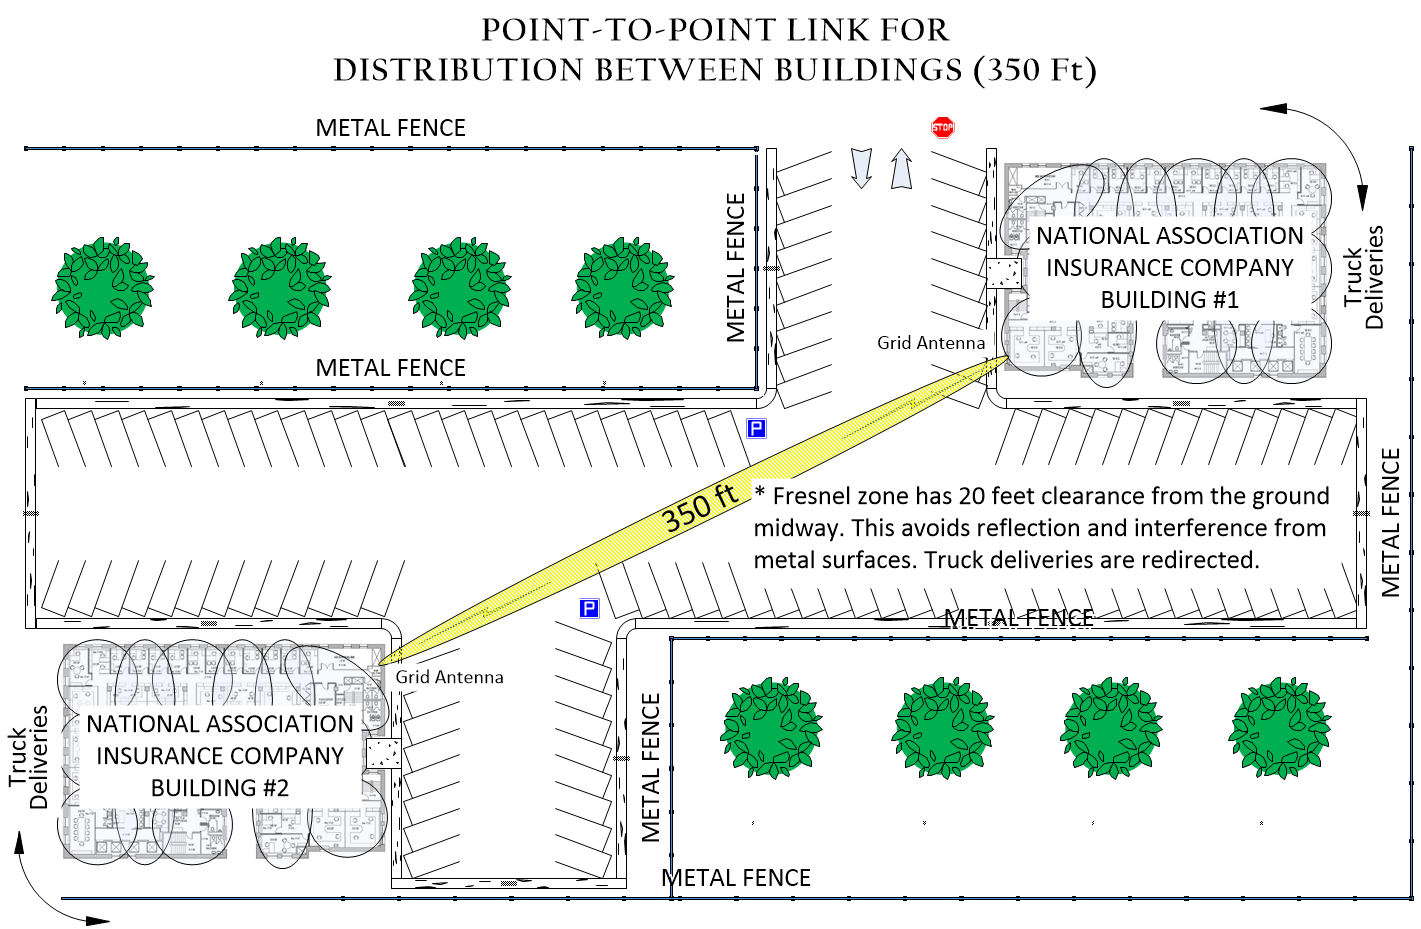 POINT-TO-POINT LINK FOR
DISTRIBUTION BETWEEN BUILDINGS (350 Ft)
METAL FENCE
STOP
METAL FENCE
NATIONAL ASSOCIATION
INSURANCE COMPANY
BUILDING #1
Truck
Deliveries
Grid Antenna
METAL FENCE
P
350 ft
* Fresnel zone has 20 feet clearance from the ground
midway. This avoids reflection and interference from
metal surfaces. Truck deliveries are redirected.
METAL FENCE
P
METAL FENCE
Grid Antenna
NATIONAL ASSOCIATION
INSURANCE COMPANY
BUILDING #2
Truck
Deliveries
METAL FENCE
METAL FENCE